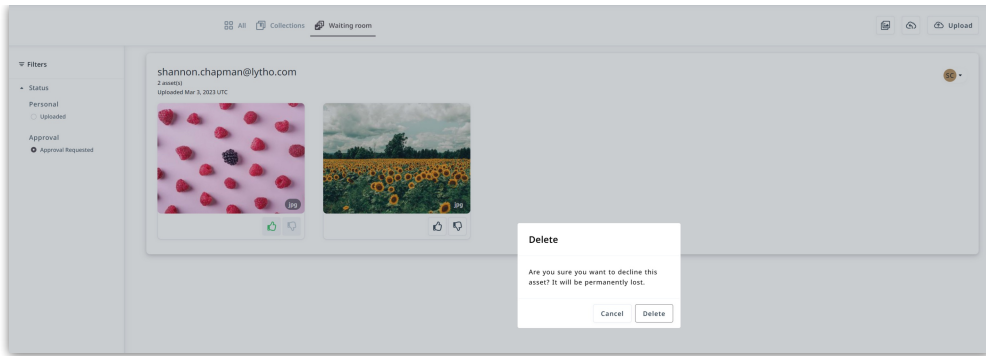 All
Collections
Waiting room
Upload
Filters
Status
Personal
Uploaded
Approval
Approval Requested
shannon.chapman@lytho.com
2 asset(s)
Uploaded Mar 3, 2023 UTC
SC
jpg
jpg
Delete
Are you sure you want to decline this
asset? It will be permanently lost.
Cancel
Delete